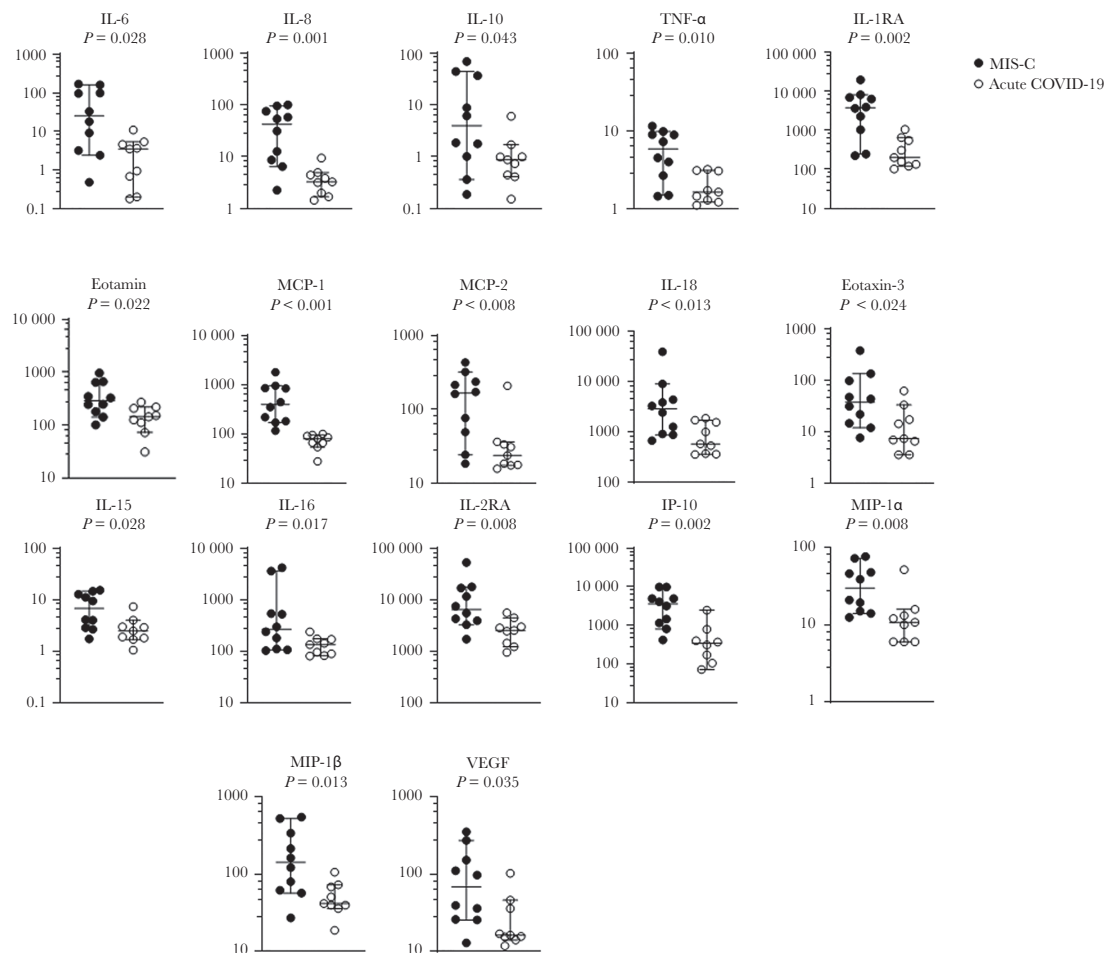 IL-6
P = 0.028
1000
100
10
1
0.1
IL-8
P = 0.001
1000
100
10
1
IL-10
P = 0.043
100
10
1
0.1
TNF-α
P = 0.010
100
10
1
IL-1RA
P = 0.002
100 000
10 000
1000
100
10
MIS-C
Acute COVID-19
Eotamin
P = 0.022
10 000
1000
100
10
MCP-1
P < 0.001
10 000
1000
100
10
MCP-2
P < 0.008
1000
100
10
IL-18
P < 0.013
100 000
10 000
1000
100
Eotaxin-3
P < 0.024
1000
100
10
1
IL-15
P = 0.028
100
10
1
0.1
IL-16
P = 0.017
10 000
1000
100
10
IL-2RA
P = 0.008
100 000
10 000
1000
100
IP-10
P = 0.002
100 000
10 000
1000
100
10
MIP-1α
P = 0.008
100
10
1
MIP-1β
P = 0.013
1000
100
10
VEGF
P = 0.035
1000
100
10